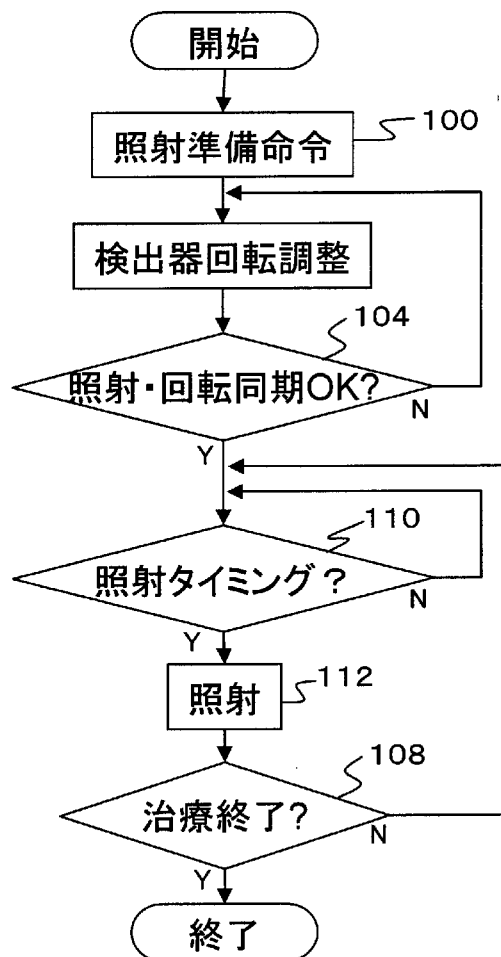 開始
照射準備命令
100
検出器回転調整
104
照射・回転同期OK?
N
Y
110
照射タイミング?
N
Y
照射
112
108
治療終了?
N
Y
終了